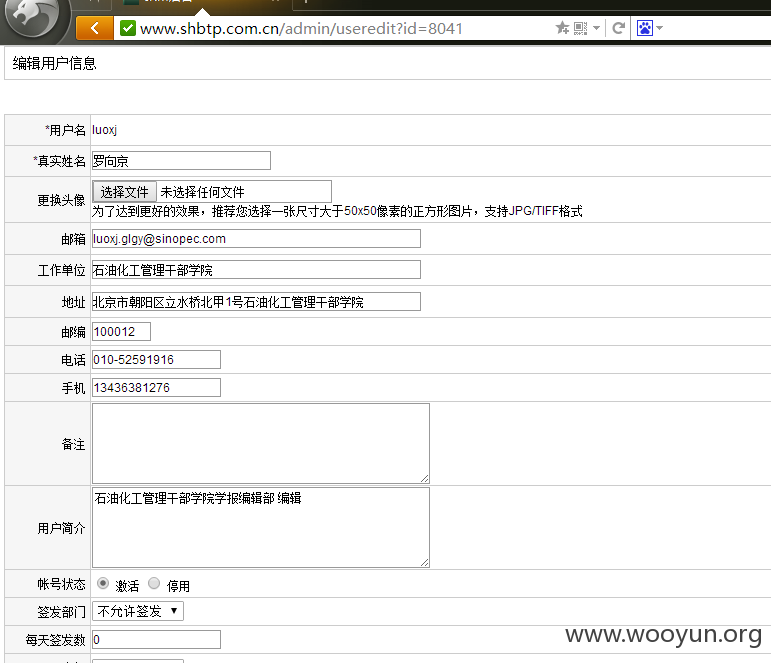 www.shbtp.com.cn/admin/useredit?id=8041
编辑用户信息
*用户名 luoxj
*真实姓名 罗向京
更换头像 选择文件 未选择任何文件
为了达到更好的效果，推荐您选择一张尺寸大于50x50像素的正方形图片，支持JPG/TIFF格式
邮箱 luoxj.glgy@sinopec.com
工作单位 石油化工管理干部学院
地址 北京市朝阳区立水桥北甲1号石油化工管理干部学院
邮编 100012
电话 010-52591916
手机 13436381276
备注
用户简介 石油化工管理干部学院学报编辑部 编辑
帐号状态 激活 停用
签发部门 不允许签发
每天签发数 0
www.wooyun.org